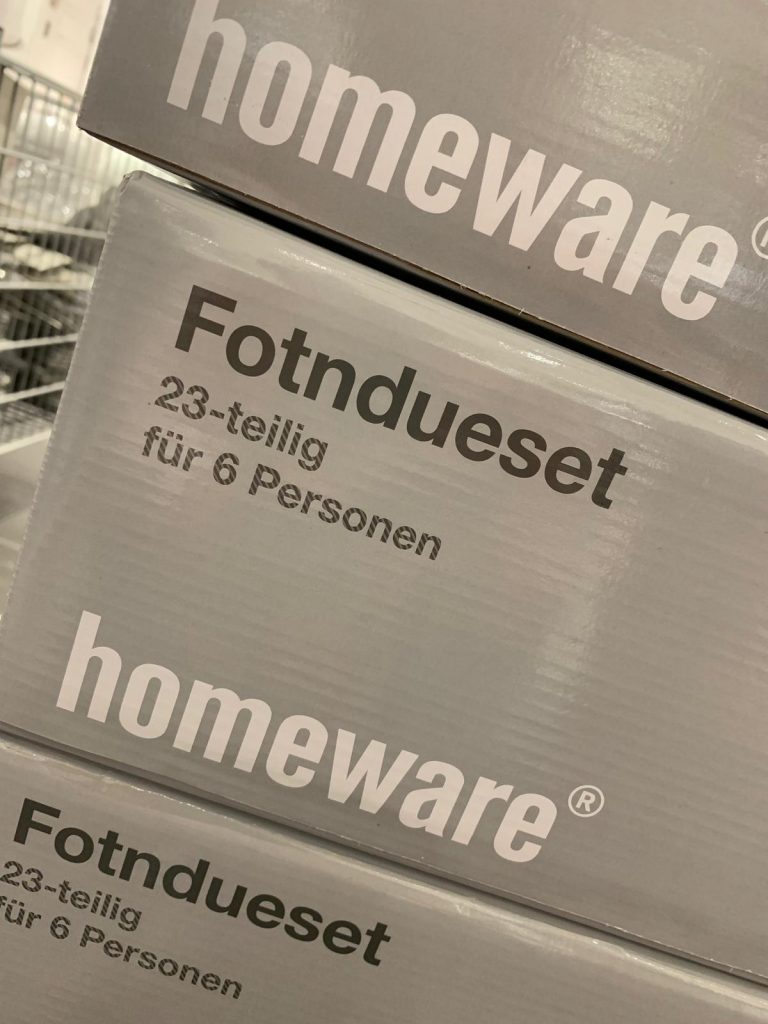 homeware®
Fotndueset
23-teilig
für 6 Personen
homeware®
Fotndueset
23-teilig
für 6 Personen